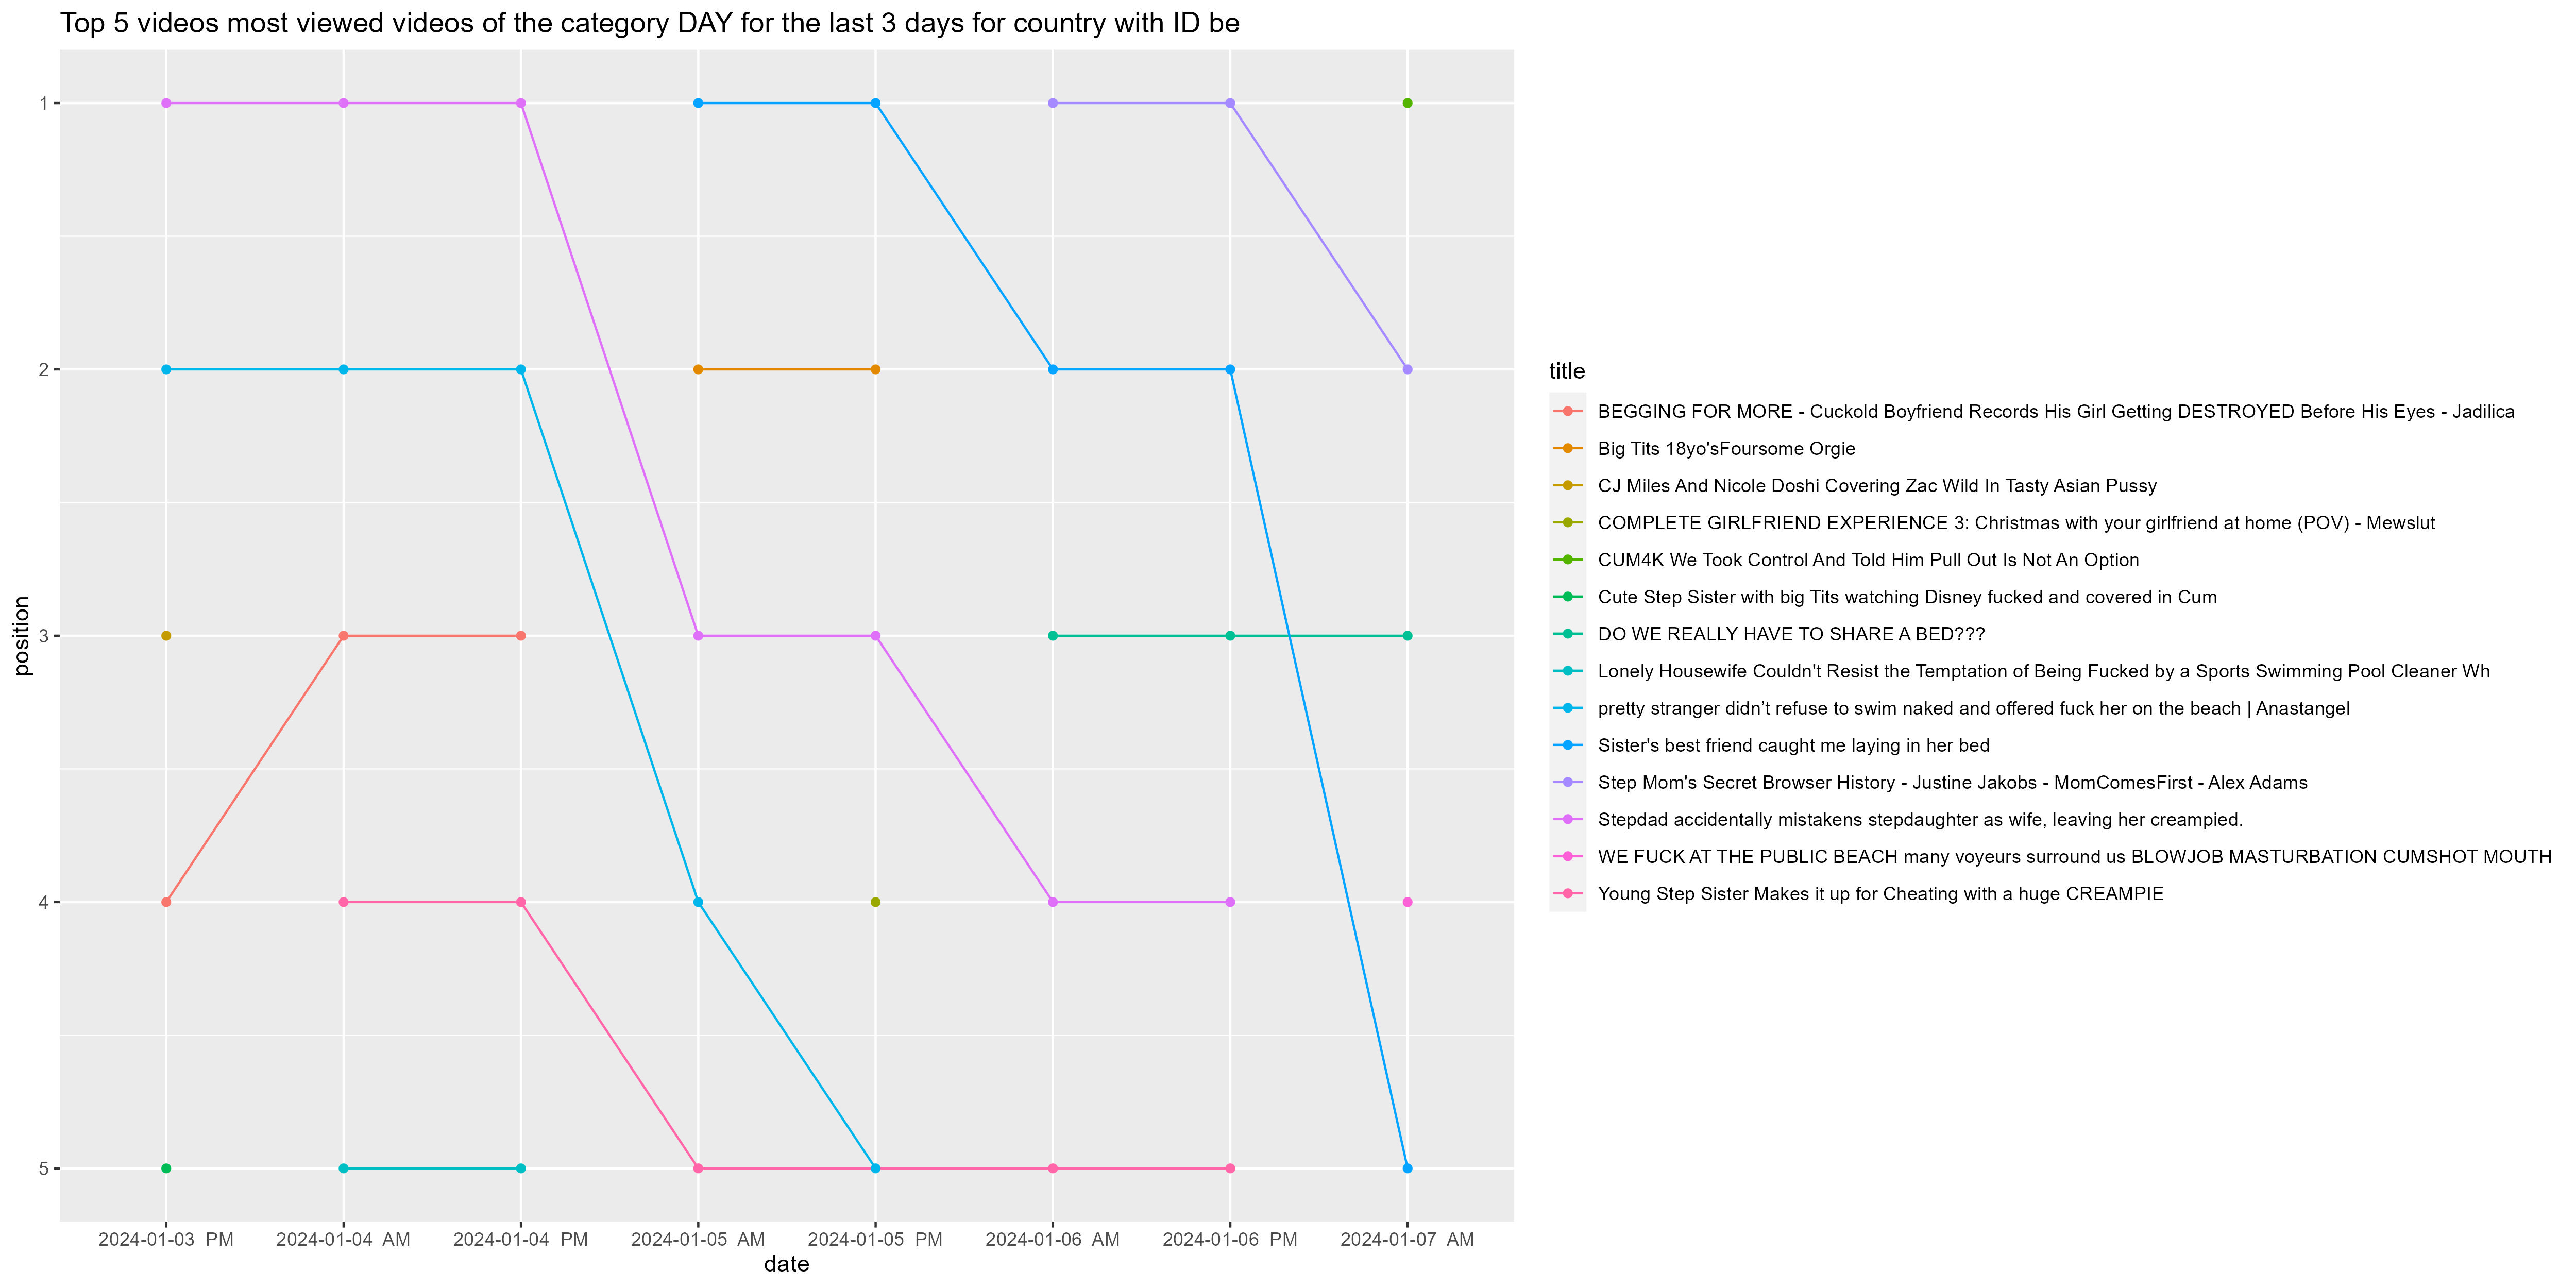 Top 5 videos most viewed videos of the category DAY for the last 3 days for country with ID be
1
2
3
4
5
position
2024-01-03 PM
2024-01-04 AM
2024-01-04 PM
2024-01-05 AM
2024-01-05 PM
2024-01-06 AM
2024-01-06 PM
2024-01-07 AM
date
title
BEGGING FOR MORE - Cuckold Boyfriend Records His Girl Getting DESTROYED Before His Eyes - Jadilica
Big Tits 18yo'sFoursome Orgie
CJ Miles And Nicole Doshi Covering Zac Wild In Tasty Asian Pussy
COMPLETE GIRLFRIEND EXPERIENCE 3: Christmas with your girlfriend at home (POV) - Mewslut
CUM4K We Took Control And Told Him Pull Out Is Not An Option
Cute Step Sister with big Tits watching Disney fucked and covered in Cum
DO WE REALLY HAVE TO SHARE A BED???
Lonely Housewife Couldn't Resist the Temptation of Being Fucked by a Sports Swimming Pool Cleaner Wh
pretty stranger didn’t refuse to swim naked and offered fuck her on the beach | Anastangel
Sister's best friend caught me laying in her bed
Step Mom's Secret Browser History - Justine Jakobs - MomComesFirst - Alex Adams
Stepdad accidentally mistakens stepdaughter as wife, leaving her creampied.
WE FUCK AT THE PUBLIC BEACH many voyeurs surround us BLOWJOB MASTURBATION CUMSHOT MOUTH
Young Step Sister Makes it up for Cheating with a huge CREAMPIE